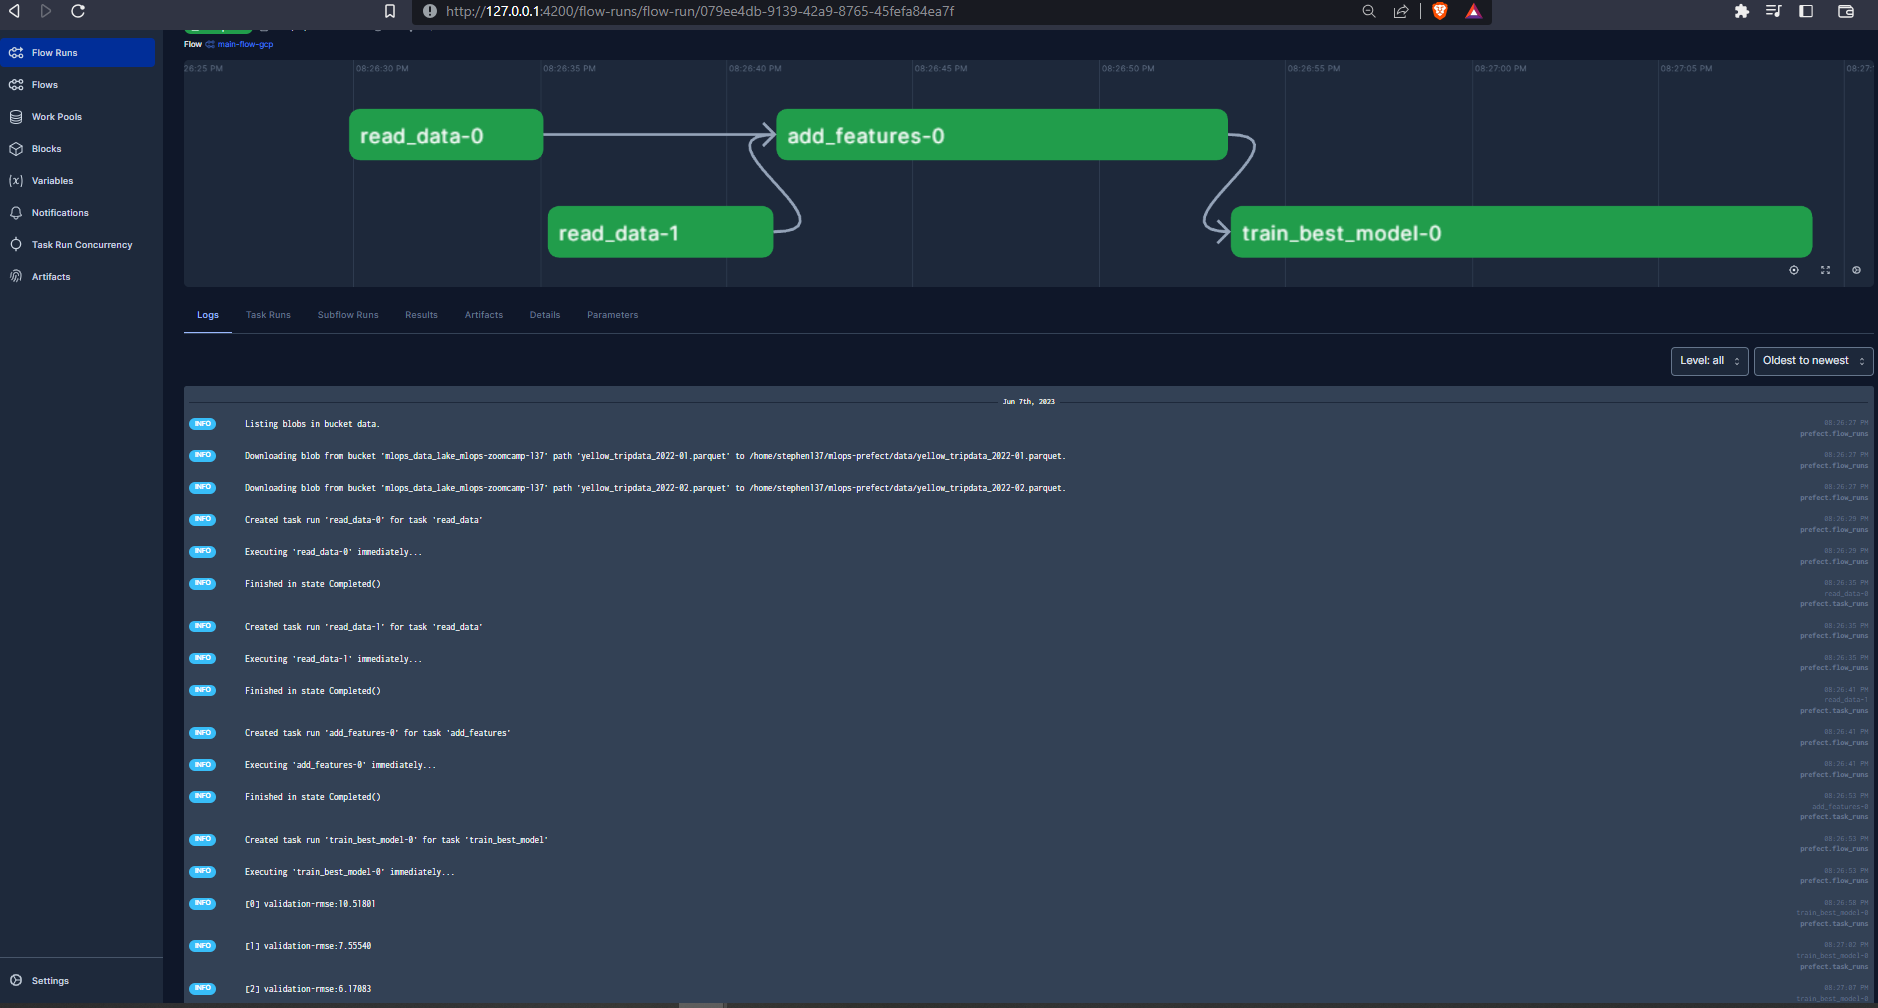 http://127.0.0.1:4200/flow-runs/flow-run/079ee4db-9139-42a9-8765-45fefa84ea7f
Flow Runs
Flows
Work Pools
Blocks
Variables
Notifications
Task Run Concurrency
Artifacts
Settings
Flow main-flow-gcp
26:25 PM 08:26:30 PM 08:26:35 PM 08:26:40 PM 08:26:45 PM 08:26:50 PM 08:26:55 PM 08:27:00 PM 08:27:05 PM 08:27:
read_data-0 add_features-0
read_data-1 train_best_model-0
Logs Task Runs Subflow Runs Results Artifacts Details Parameters
Level: all Oldest to newest
Jun 7th, 2023
INFO Listing blobs in bucket data. 08:26:27 PM
prefect.flow_runs
INFO Downloading blob from bucket 'mlops_data_lake_mlops-zoomcamp-137' path 'yellow_tripdata_2022-01.parquet' to /home/stephen137/mlops-prefect/data/yellow_tripdata_2022-01.parquet. 08:26:27 PM
prefect.flow_runs
INFO Downloading blob from bucket 'mlops_data_lake_mlops-zoomcamp-137' path 'yellow_tripdata_2022-02.parquet' to /home/stephen137/mlops-prefect/data/yellow_tripdata_2022-02.parquet. 08:26:27 PM
prefect.flow_runs
INFO Created task run 'read_data-0' for task 'read_data' 08:26:29 PM
prefect.flow_runs
INFO Executing 'read_data-0' immediately... 08:26:29 PM
prefect.flow_runs
INFO Finished in state Completed() 08:26:35 PM
read_data-0
prefect.task_runs
INFO Created task run 'read_data-1' for task 'read_data' 08:26:35 PM
prefect.flow_runs
INFO Executing 'read_data-1' immediately... 08:26:35 PM
prefect.flow_runs
INFO Finished in state Completed() 08:26:41 PM
read_data-1
prefect.task_runs
INFO Created task run 'add_features-0' for task 'add_features' 08:26:41 PM
prefect.flow_runs
INFO Executing 'add_features-0' immediately... 08:26:41 PM
prefect.flow_runs
INFO Finished in state Completed() 08:26:53 PM
add_features-0
prefect.task_runs
INFO Created task run 'train_best_model-0' for task 'train_best_model' 08:26:53 PM
prefect.flow_runs
INFO Executing 'train_best_model-0' immediately... 08:26:53 PM
prefect.flow_runs
INFO [0] validation-rmse:10.51801 08:26:58 PM
train_best_model-0
prefect.task_runs
INFO [1] validation-rmse:7.55540 08:27:02 PM
train_best_model-0
prefect.task_runs
INFO [2] validation-rmse:6.17083 08:27:07 PM
train_best_model-0